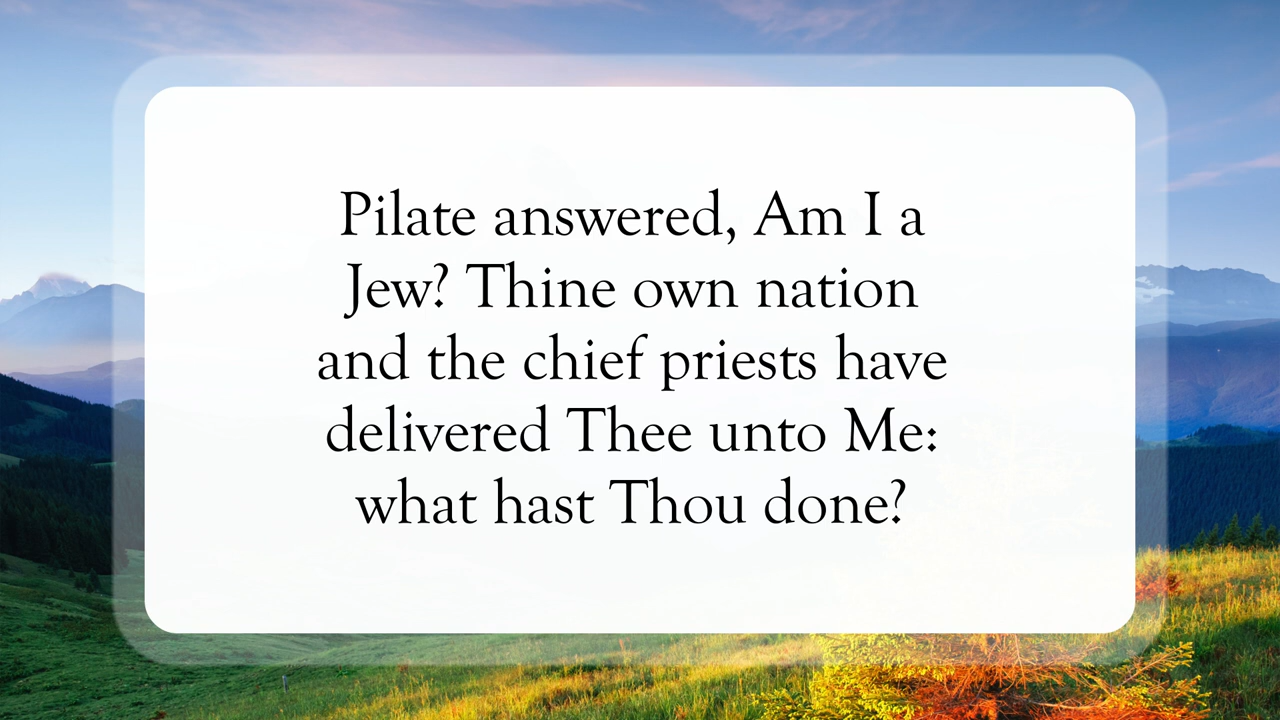 Pilate answered, Am I a
Jew? Thine own nation
and the chief priests have
delivered Thee unto Me:
what hast Thou done?